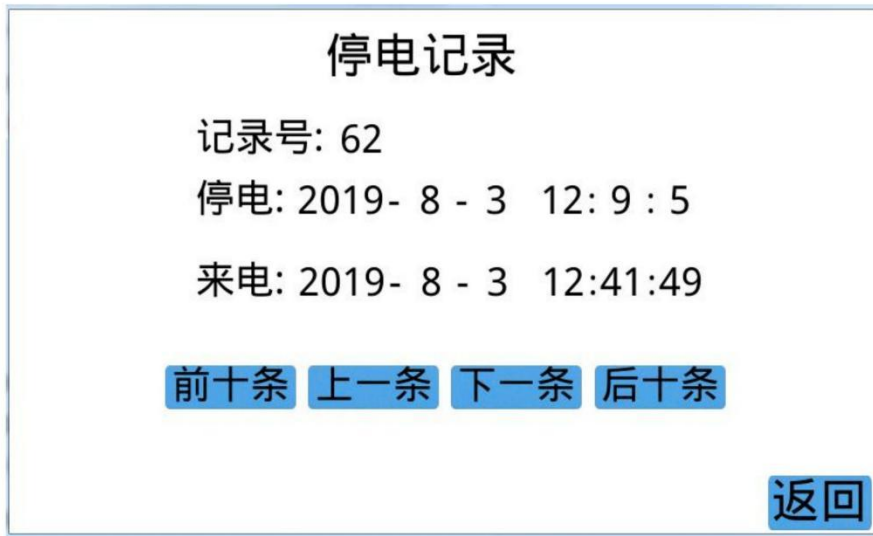 停电记录
记录号: 62
停电: 2019- 8 - 3 12: 9 : 5
来电: 2019- 8 - 3 12:41:49
前十条 上一条 下一条 后十条
返回